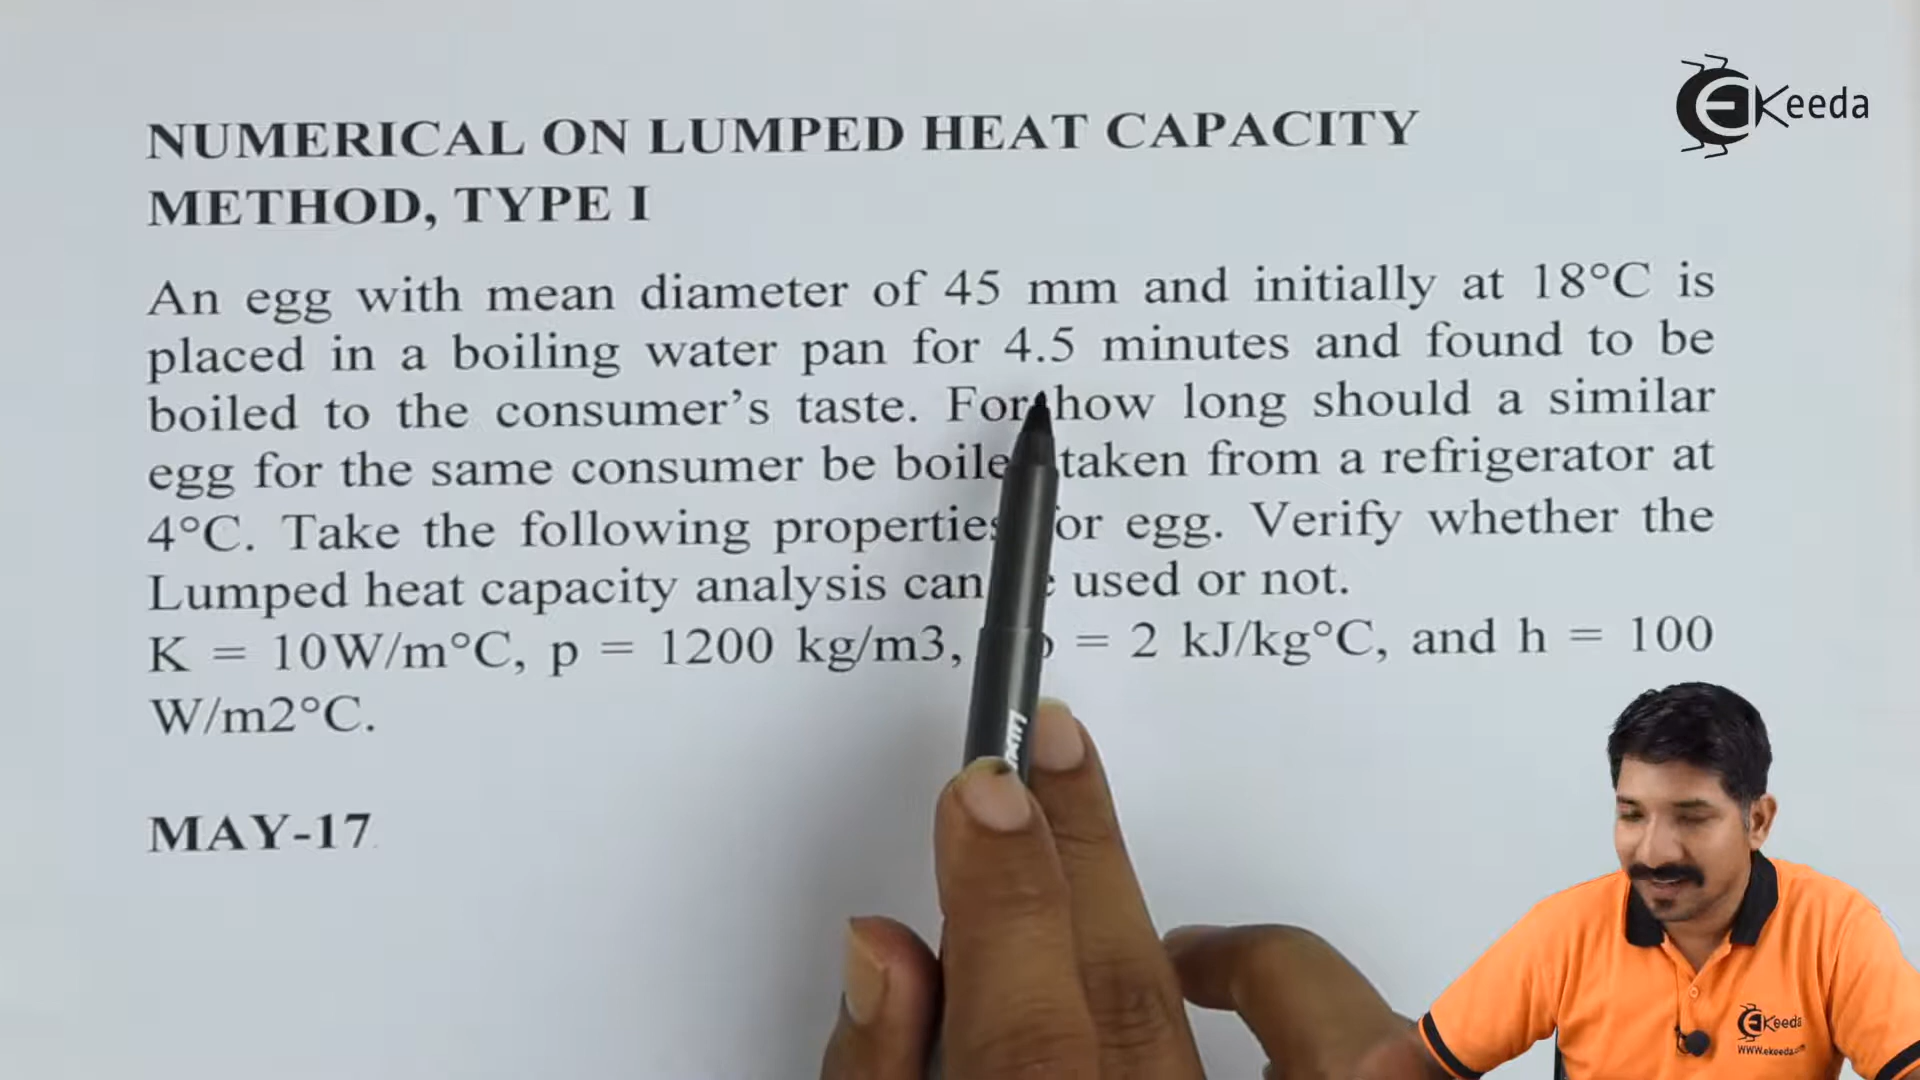 EKeeda
NUMERICAL ON LUMPED HEAT CAPACITY
METHOD, TYPE I
An egg with mean diameter of 45 mm and initially at 18°C is
placed in a boiling water pan for 4.5 minutes and found to be
boiled to the consumer's taste. For how long should a similar
egg for the same consumer be taken from a refrigerator at
4°C. Take the following properties egg. Verify whether the
Lumped heat capacity analysis can used or not.
K = 10W/m°C, p = 1200 kg/m3, = 2 kJ/kg°C, and h = 100
W/m2°C.
MAY-17
EKeeda